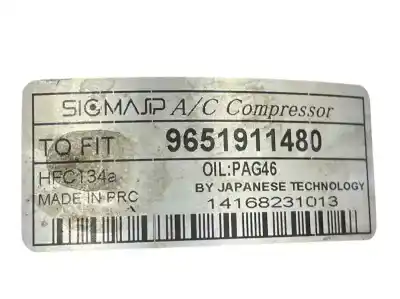 SIGMASP A/C Compressor
TO FIT 9651911480
HFC134a OIL:PAG46
MADE IN PRC BY JAPANESE TECHNOLOGY
14168231013